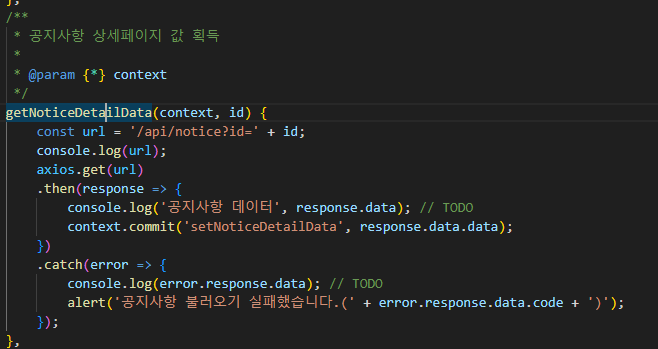 },
/**
 * 공지사항 상세페이지 값 획득
 *
 * @param {*} context
 */
getNoticeDetailData(context, id) {
    const url = '/api/notice?id=' + id;
    console.log(url);
    axios.get(url)
    .then(response => {
        console.log('공지사항 데이터', response.data); // TODO
        context.commit('setNoticeDetailData', response.data.data);
    })
    .catch(error => {
        console.log(error.response.data); // TODO
        alert('공지사항 불러오기 실패했습니다.(' + error.response.data.code + ')');
    });
},